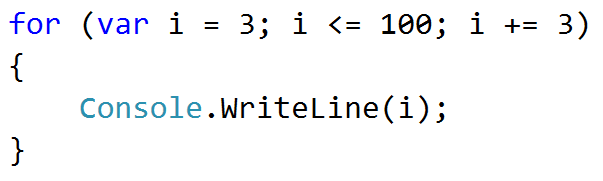 for (var i = 3; i <= 100; i += 3)
{
    Console.WriteLine(i);
}